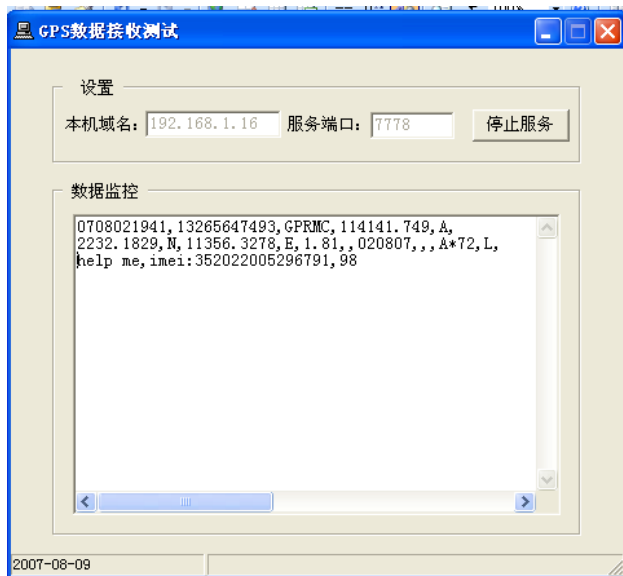 GPS数据接收测试
设置
本机域名: 192.168.1.16 服务端口: 7778 停止服务
数据监控
0708021941,13265647493,GPRMC,114141.749,A,
2232.1829,N,11356.3278,E,1.81,,020807,,,A*72,L,
help me,imei:352022005296791,98
2007-08-09